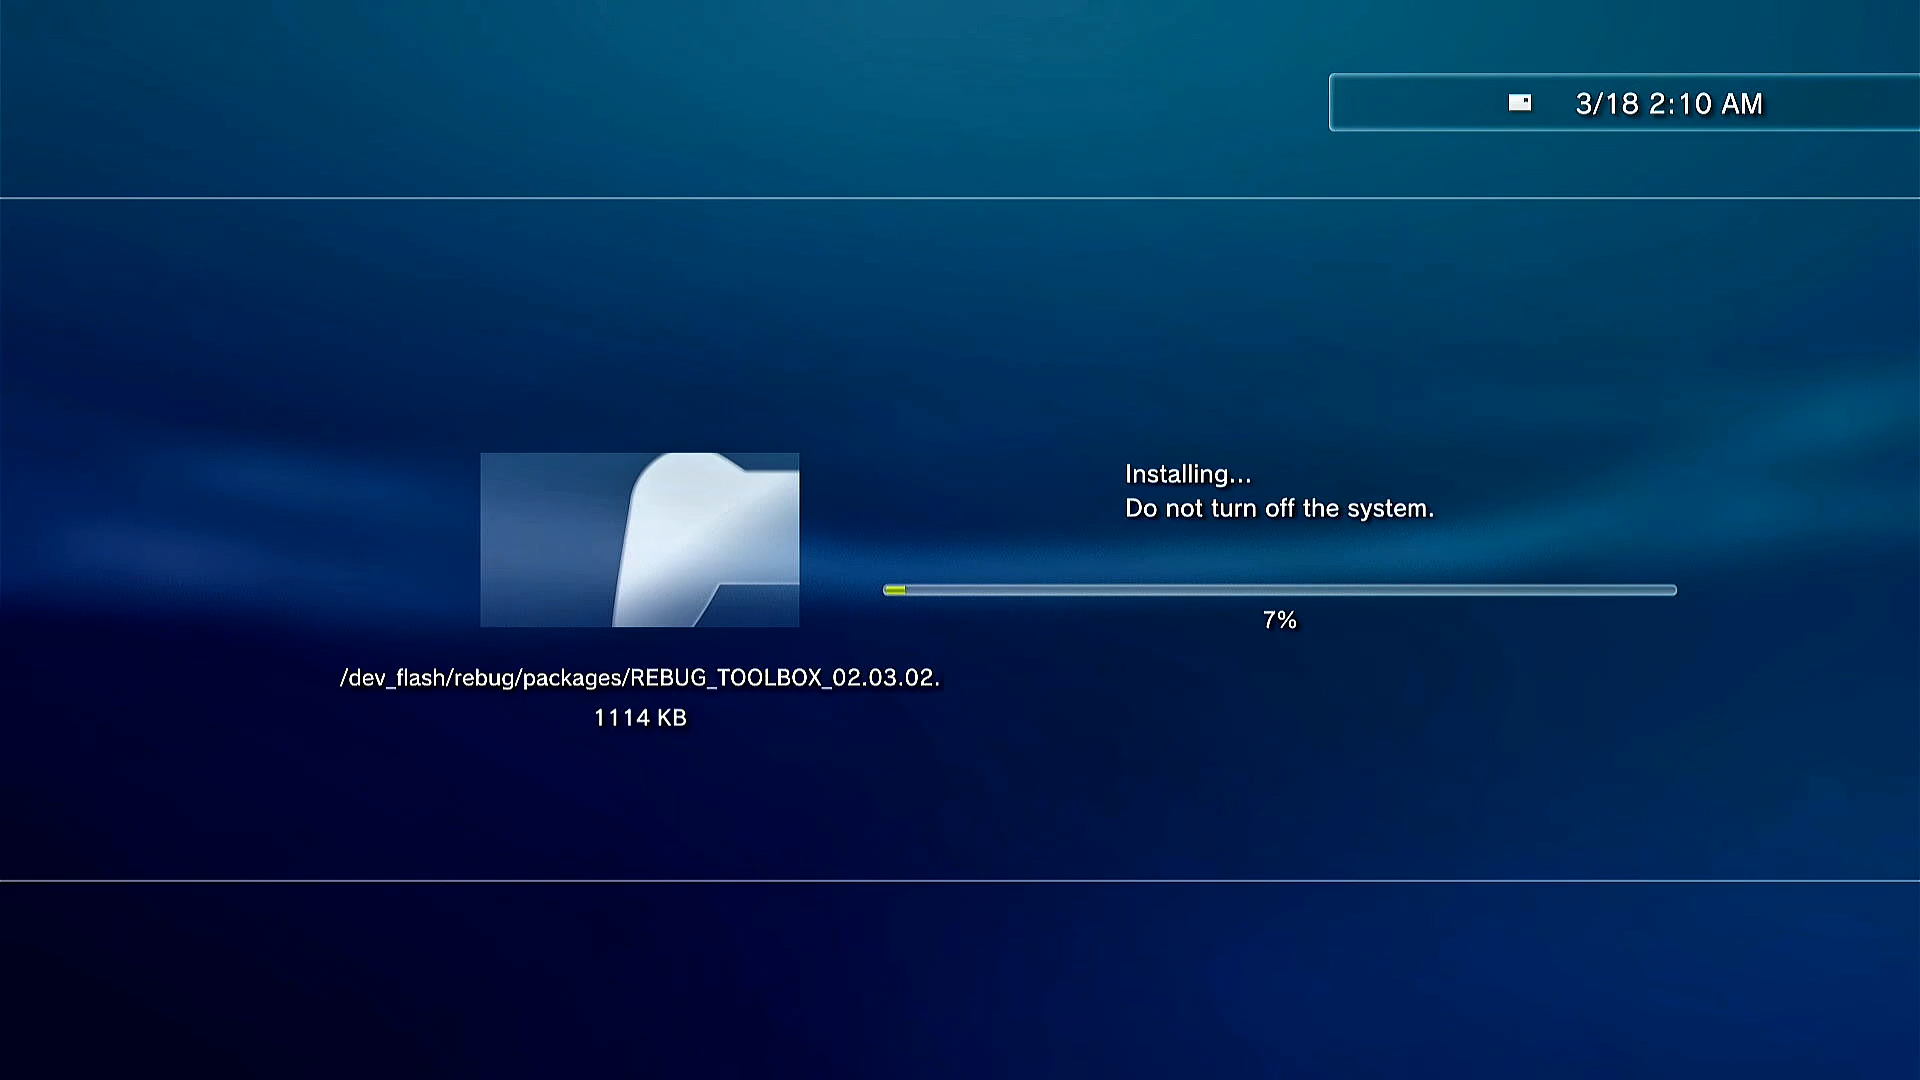 3/18 2:10 AM
Installing...
Do not turn off the system.
7%
/dev_flash/rebug/packages/REBUG_TOOLBOX_02.03.02.
1114 KB